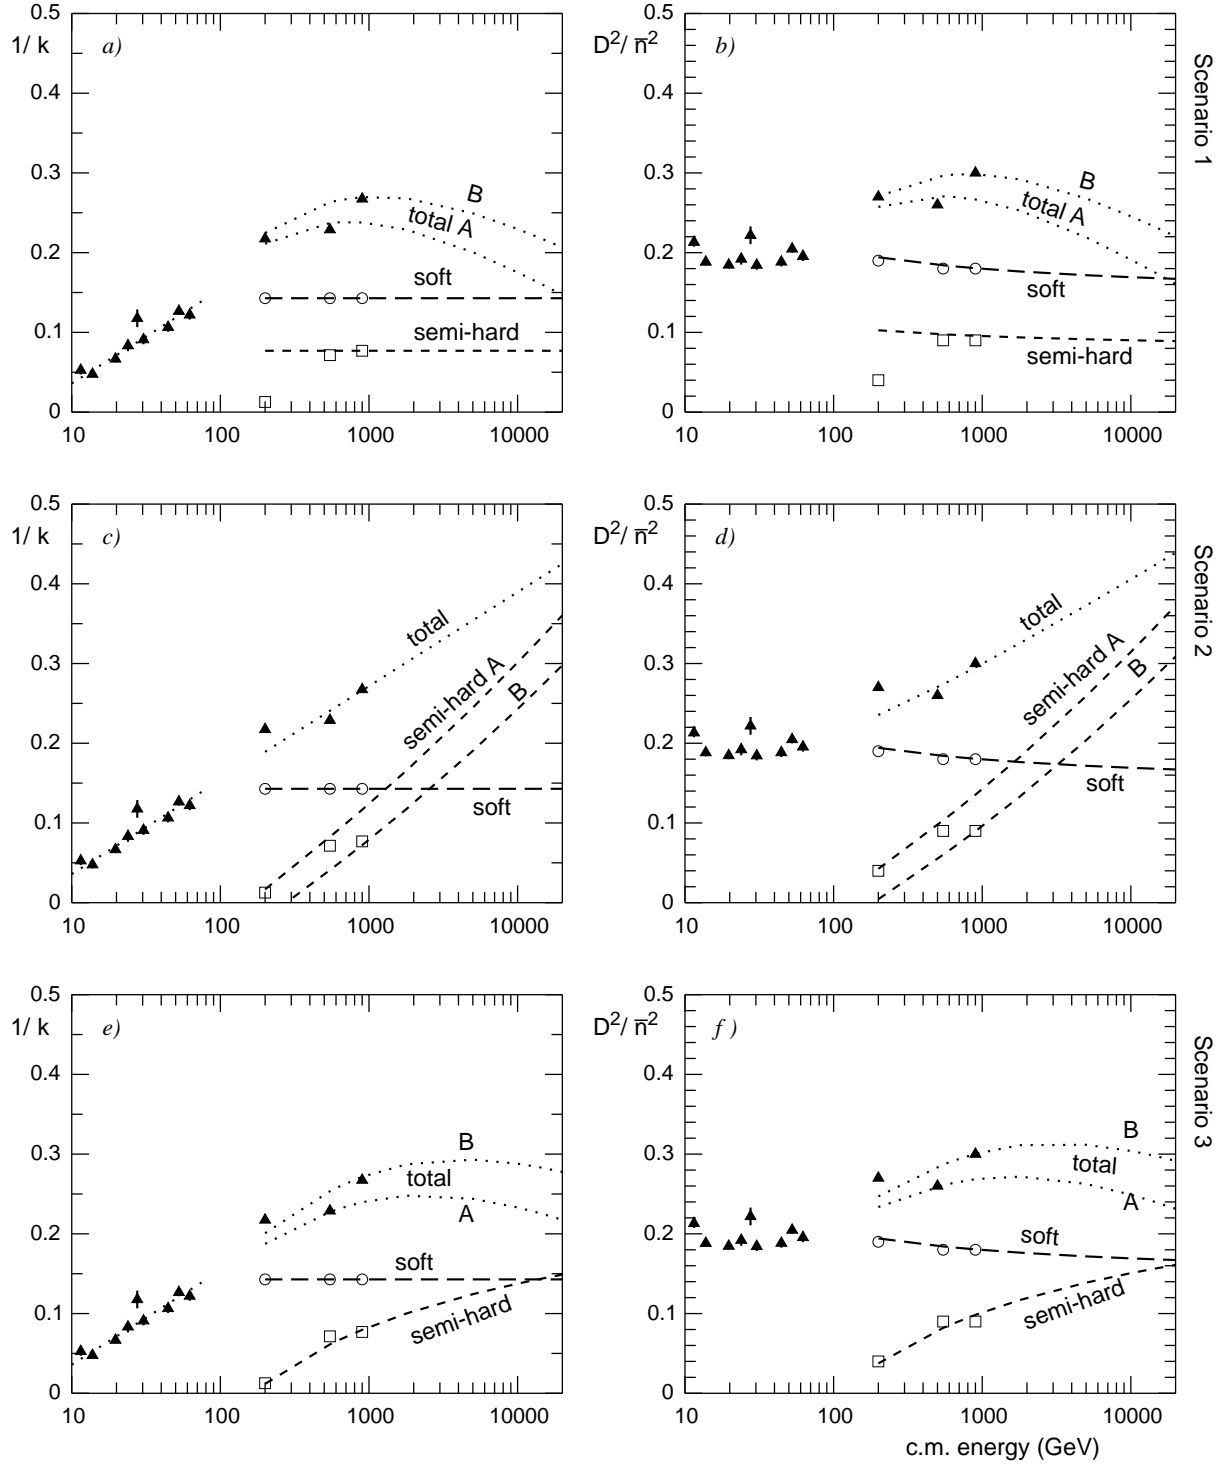 0.5
1/ k
a)
0.4
0.3
0.2
0.1
0
B
total A
soft
semi-hard
10
100
1000
10000
0.5
D²/ n̅²
b)
0.4
0.3
0.2
0.1
0
B
total A
soft
semi-hard
10
100
1000
10000
Scenario 1
0.5
1/ k
c)
0.4
0.3
0.2
0.1
0
total
semi-hard A
B
soft
10
100
1000
10000
0.5
D²/ n̅²
d)
0.4
0.3
0.2
0.1
0
total
semi-hard A
B
soft
10
100
1000
10000
Scenario 2
0.5
1/ k
e)
0.4
0.3
0.2
0.1
0
B
total
A
soft
semi-hard
10
100
1000
10000
0.5
D²/ n̅²
f )
0.4
0.3
0.2
0.1
0
B
total
A
soft
semi-hard
10
100
1000
10000
Scenario 3
c.m. energy (GeV)